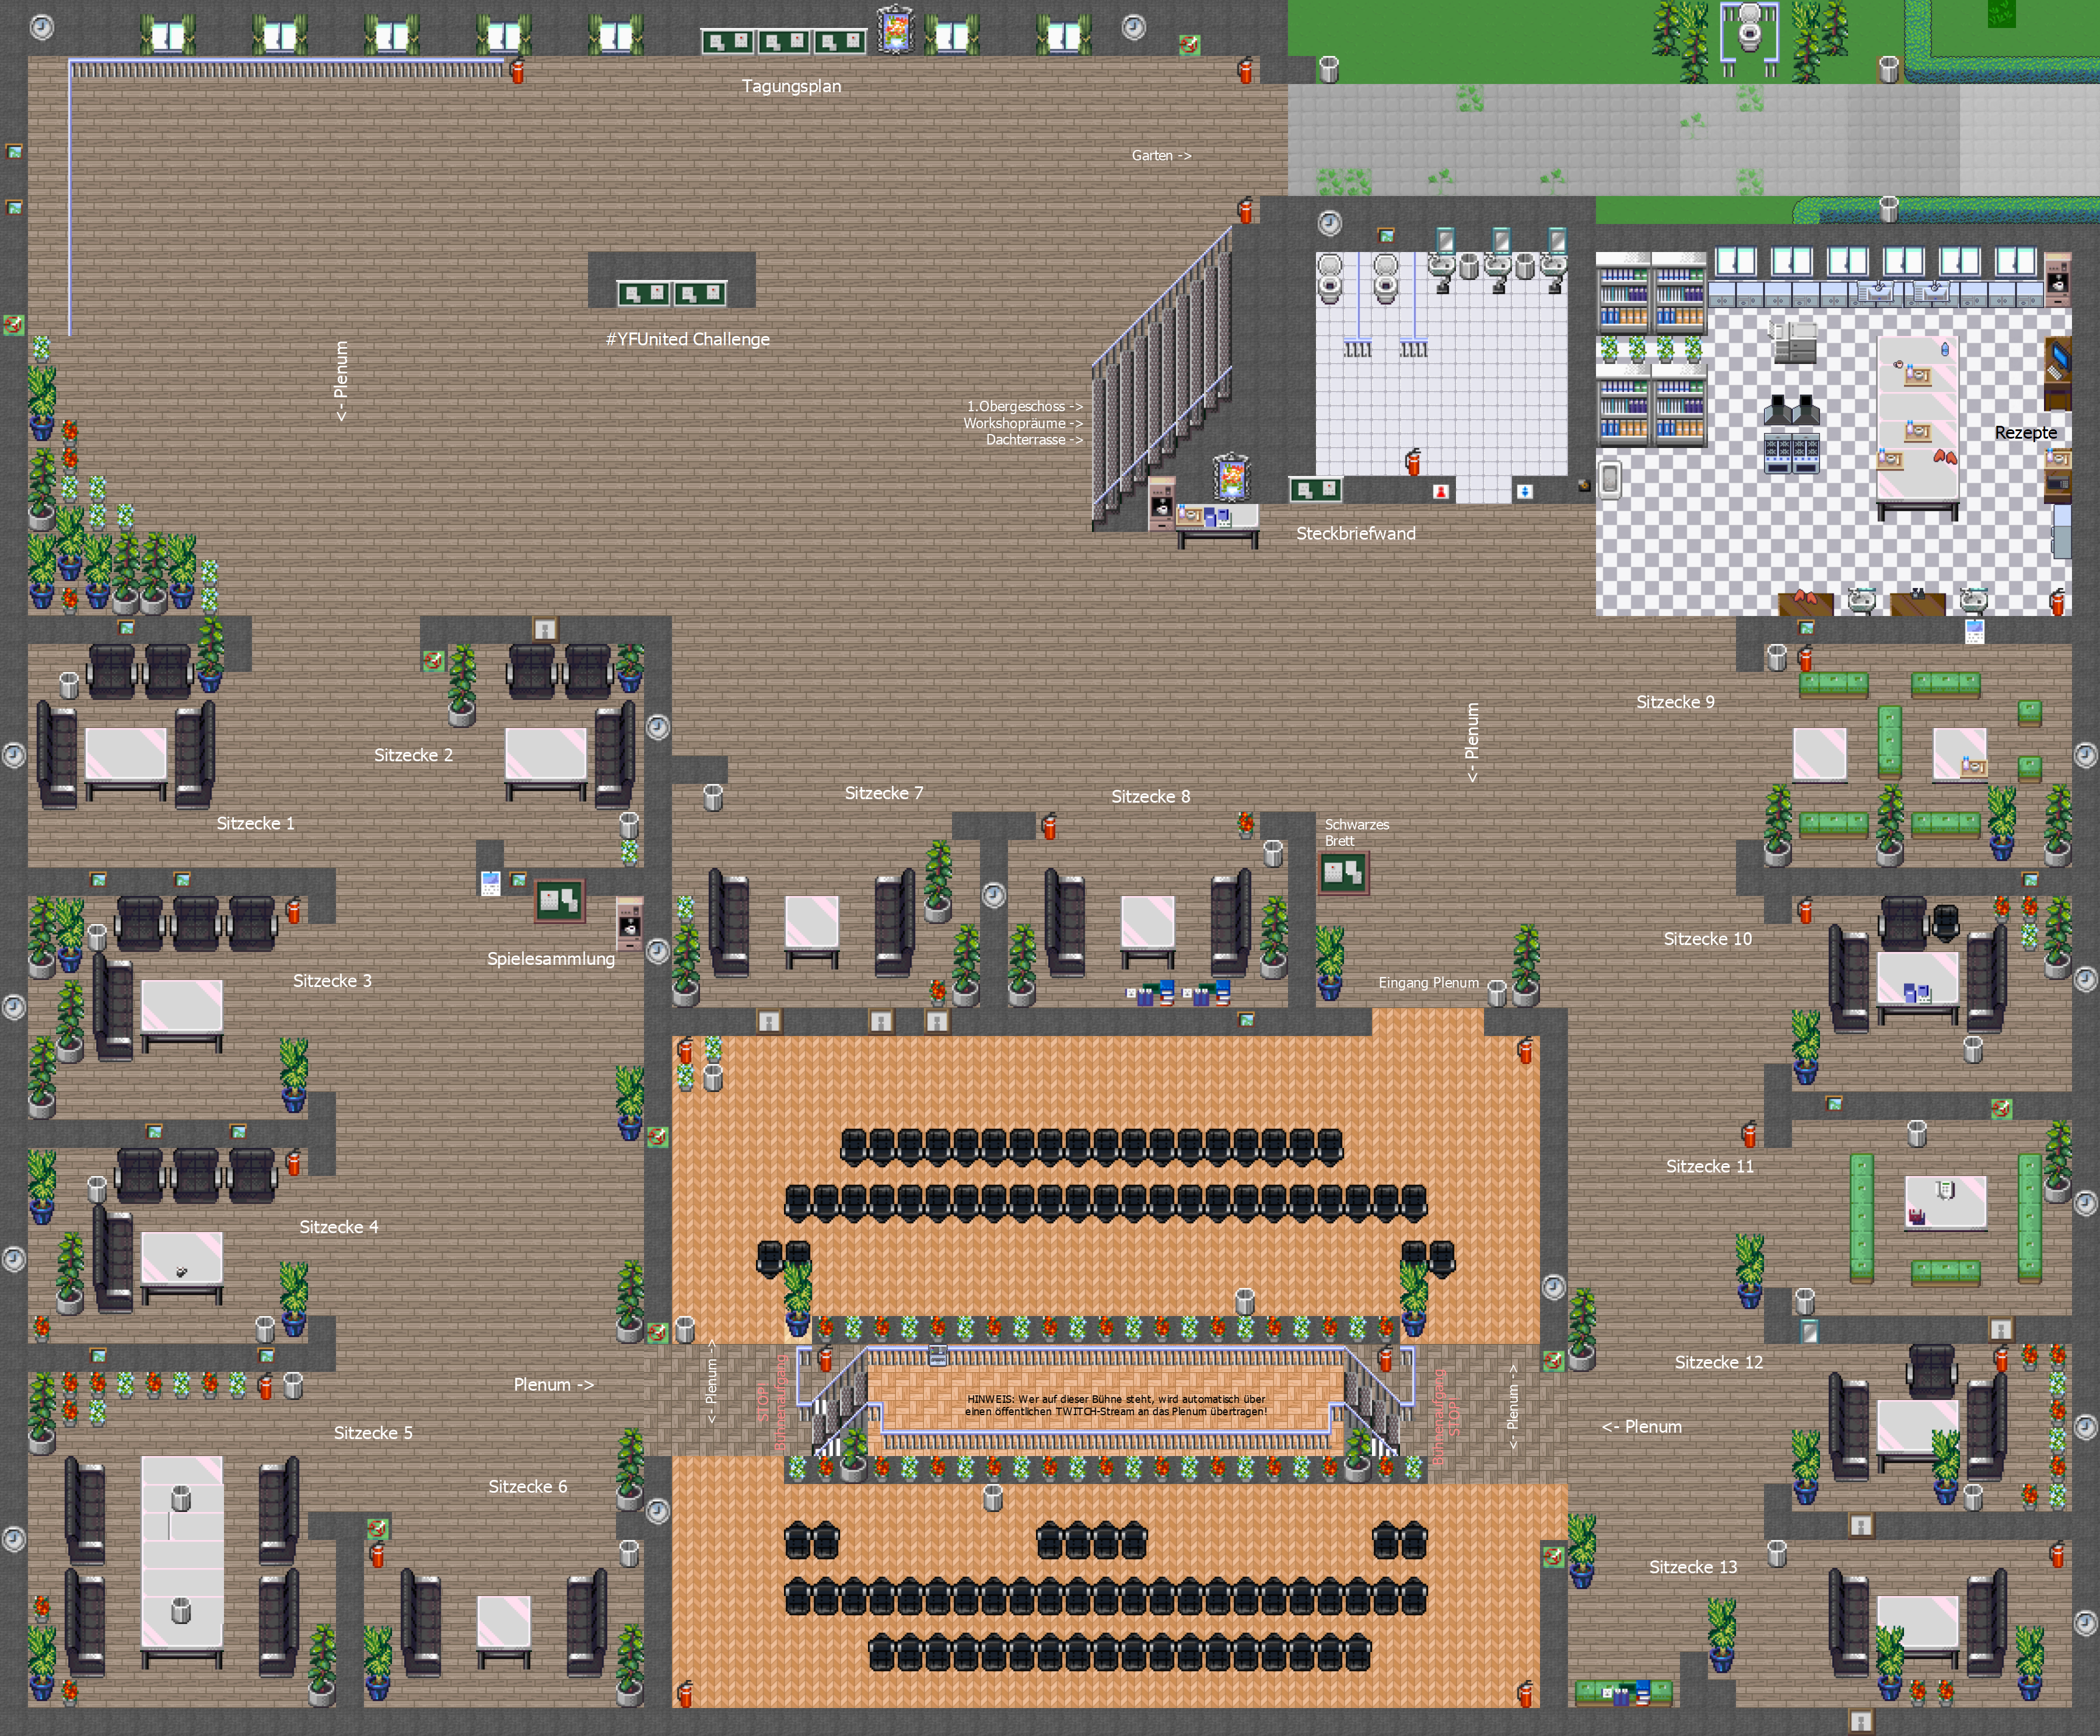 Tagungsplan
Garten ->
#YFUnited Challenge
<- Plenum
1.Obergeschoss ->
Workshopräume ->
Dachterrasse ->
Rezepte
Steckbriefwand
Sitzecke 9
<- Plenum
Sitzecke 2
Sitzecke 7
Sitzecke 8
Sitzecke 1
Schwarzes
Brett
Sitzecke 10
Spielesammlung
Sitzecke 3
Eingang Plenum
Sitzecke 11
Sitzecke 4
Sitzecke 12
Plenum ->
<- Plenum ->
STOP!
Bühnenaufgang
HINWEIS: Wer auf dieser Bühne steht, wird automatisch über
einen öffentlichen TWITCH-Stream an das Plenum übertragen!
Bühnenaufgang
STOP!
<- Plenum ->
<- Plenum
Sitzecke 5
Sitzecke 6
Sitzecke 13